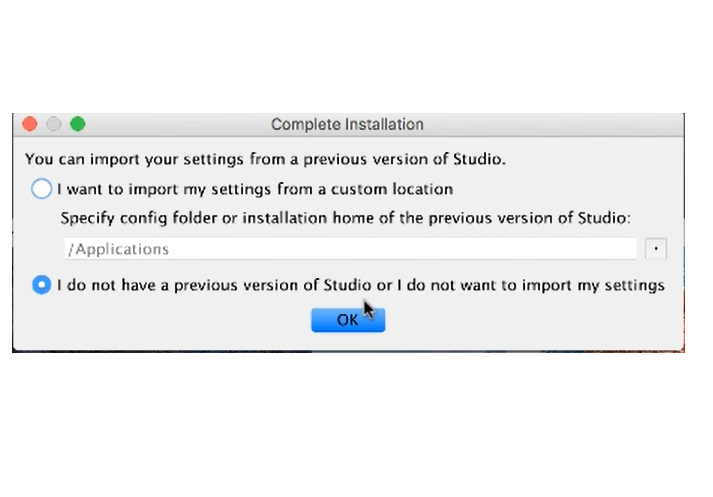 Complete Installation
You can import your settings from a previous version of Studio.
I want to import my settings from a custom location
Specify config folder or installation home of the previous version of Studio:
/Applications
I do not have a previous version of Studio or I do not want to import my settings
OK